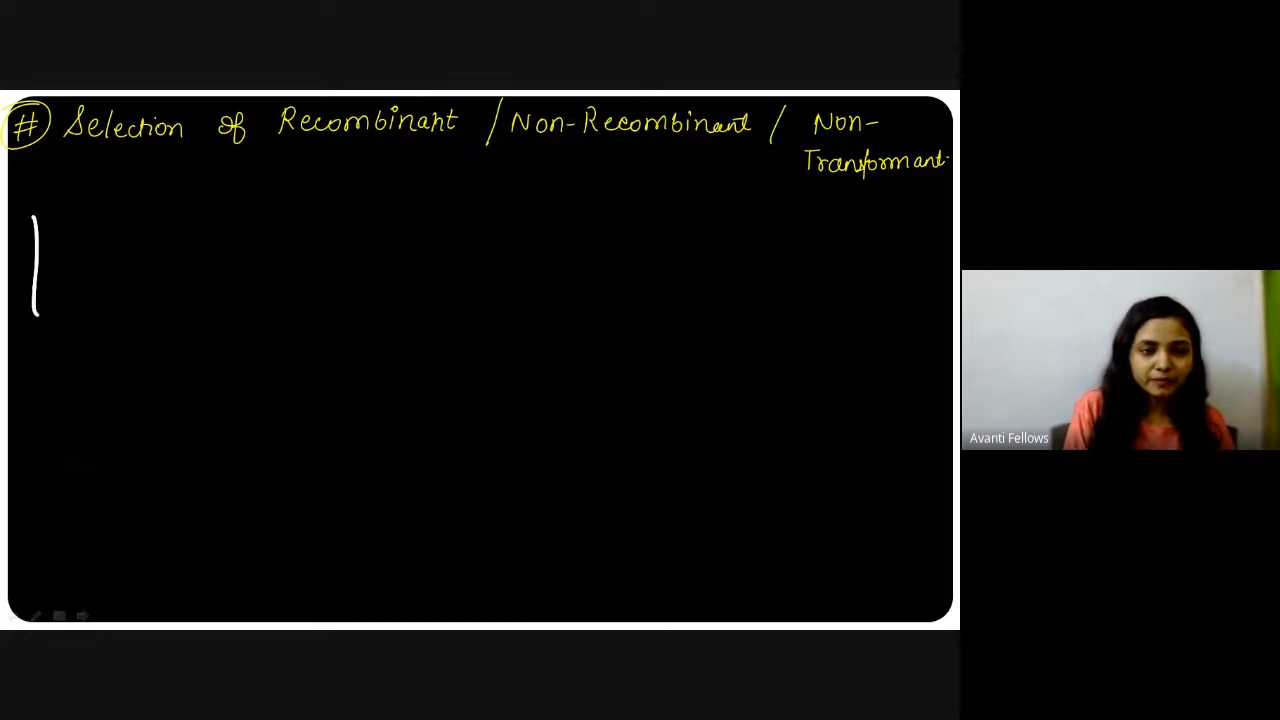 # Selection of Recombinant / Non-Recombinant / Non-
Transformant
Avanti Fellows